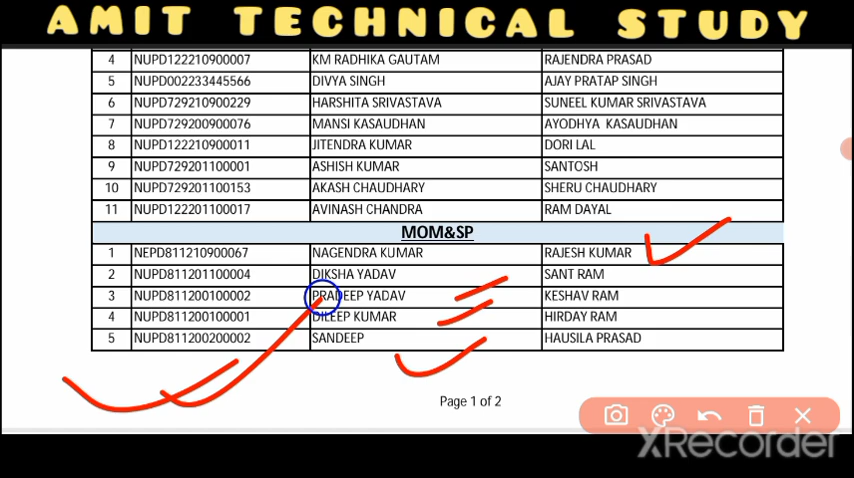 AMIT TECHNICAL STUDY
4 NUPD122210900007 KM RADHIKA GAUTAM RAJENDRA PRASAD
5 NUPD002233445566 DIVYA SINGH AJAY PRATAP SINGH
6 NUPD729210900229 HARSHITA SRIVASTAVA SUNEEL KUMAR SRIVASTAVA
7 NUPD729200900076 MANSI KASAUDHAN AYODHYA KASAUDHAN
8 NUPD122210900011 JITENDRA KUMAR DORI LAL
9 NUPD729201100001 ASHISH KUMAR SANTOSH
10 NUPD729201100153 AKASH CHAUDHARY SHERU CHAUDHARY
11 NUPD122201100017 AVINASH CHANDRA RAM DAYAL
MOM&SP
1 NEPD811210900067 NAGENDRA KUMAR RAJESH KUMAR
2 NUPD811201100004 DIKSHA YADAV SANT RAM
3 NUPD811200100002 PRADEEP YADAV KESHAV RAM
4 NUPD811200100001 DILEEP KUMAR HIRDAY RAM
5 NUPD811200200002 SANDEEP HAUSILA PRASAD
Page 1 of 2
XRecorder